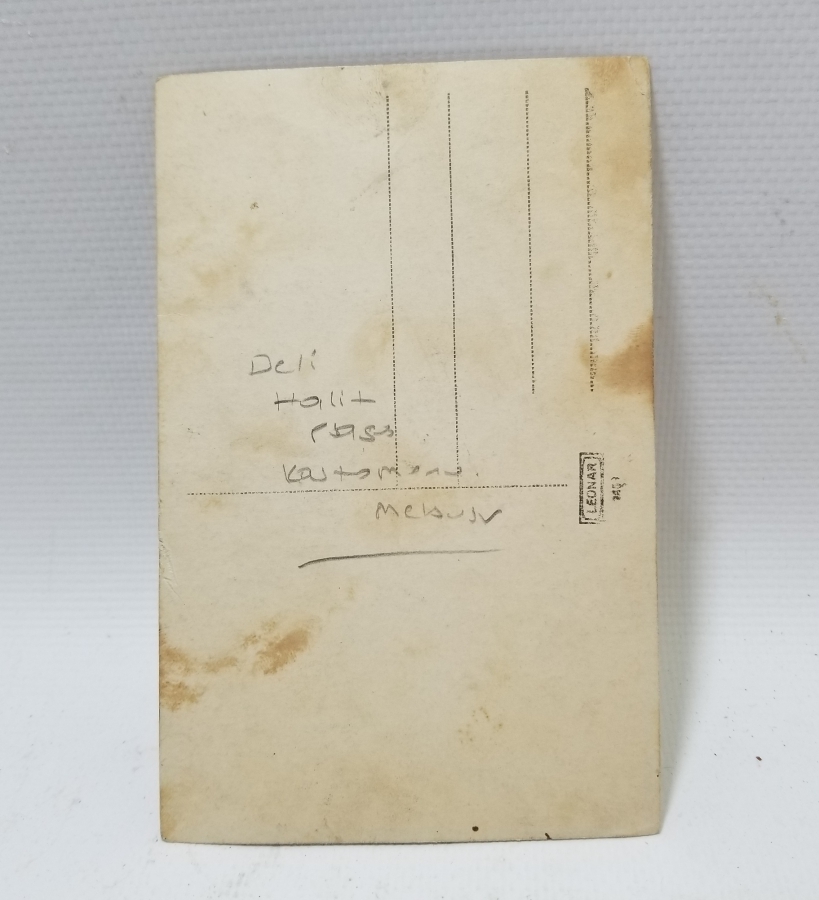 Deli
Halit
Paşa
Kastamonu.
Mebusu
LEONAR